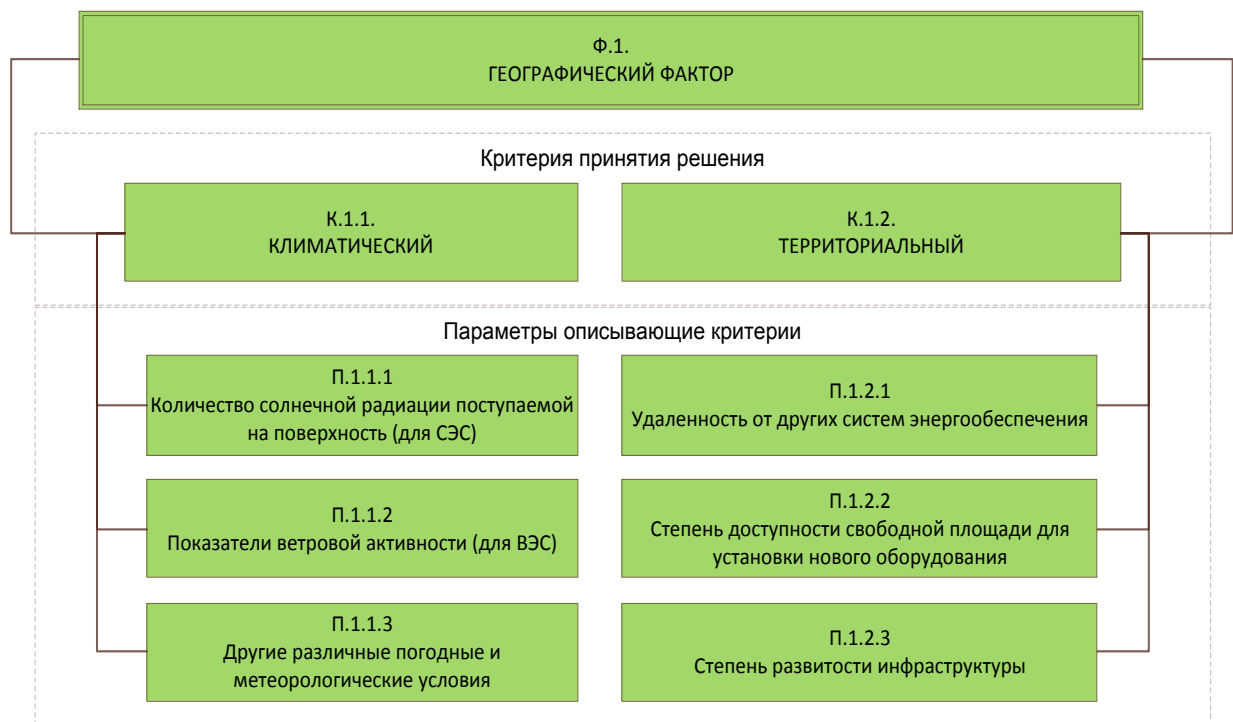 Ф.1.
ГЕОГРАФИЧЕСКИЙ ФАКТОР
Критерия принятия решения
К.1.1.
КЛИМАТИЧЕСКИЙ
К.1.2.
ТЕРРИТОРИАЛЬНЫЙ
Параметры описывающие критерии
П.1.1.1
Количество солнечной радиации поступаемой
на поверхность (для СЭС)
П.1.2.1
Удаленность от других систем энергообеспечения
П.1.1.2
Показатели ветровой активности (для ВЭС)
П.1.2.2
Степень доступности свободной площади для
установки нового оборудования
П.1.1.3
Другие различные погодные и
метеорологические условия
П.1.2.3
Степень развитости инфраструктуры